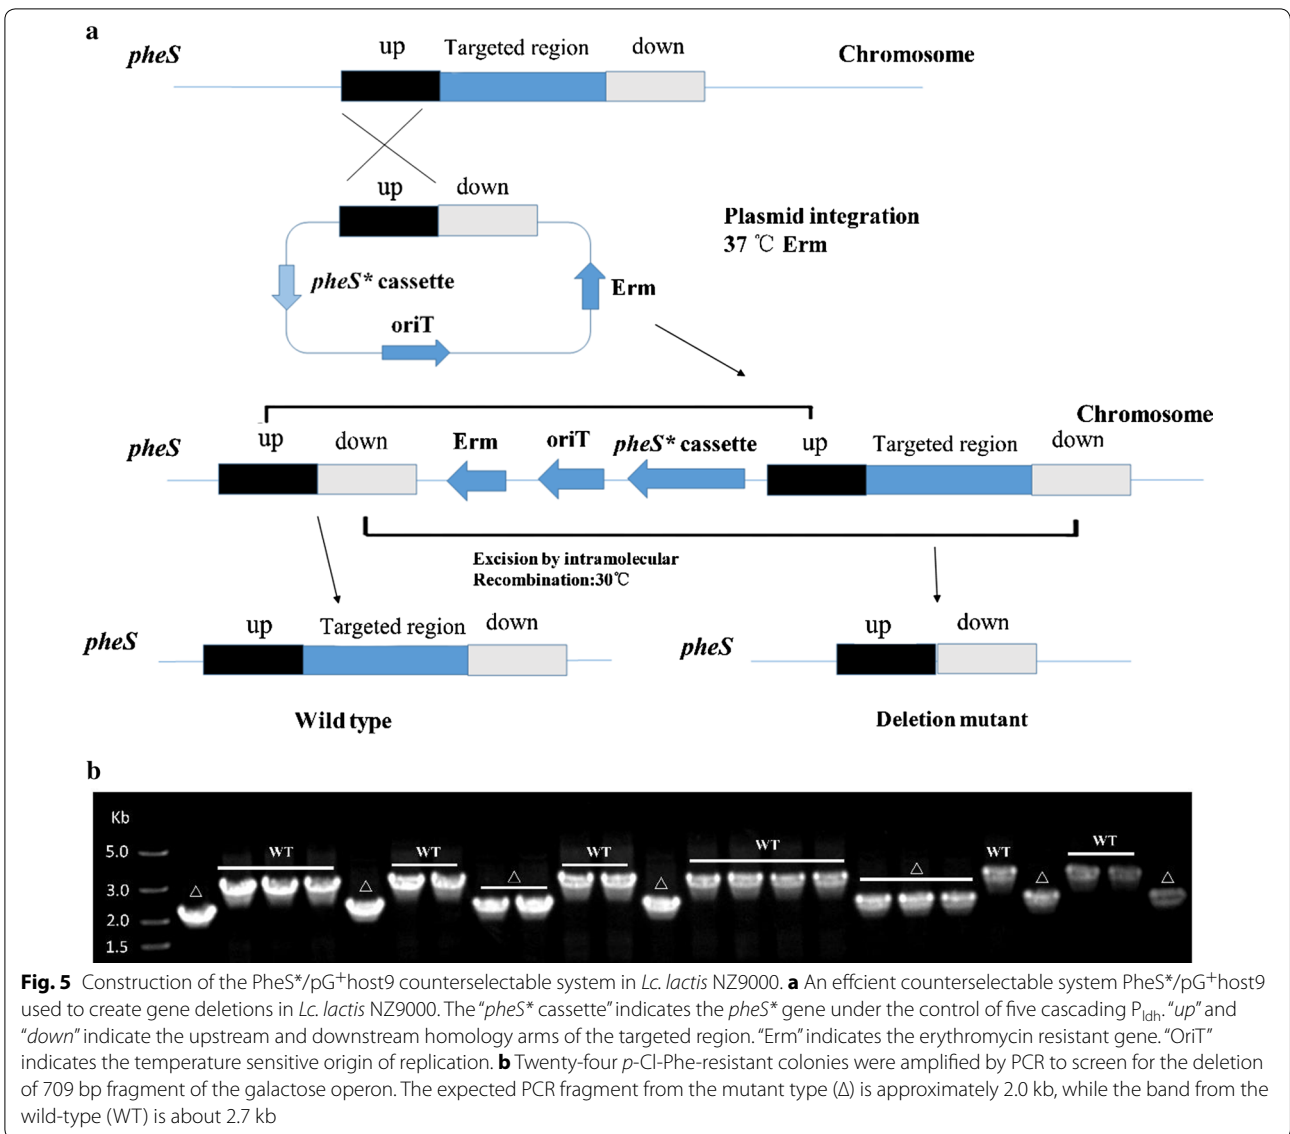 a
pheS
up
Targeted region
down
Chromosome
up
down
Plasmid integration
37 ℃ Erm
pheS* cassette
Erm
oriT
Chromosome
pheS
up
down
Erm
oriT
pheS* cassette
up
Targeted region
down
Excision by intramolecular
Recombination:30℃
pheS
up
Targeted region
down
pheS
up
down
Wild type
Deletion mutant
b
Kb
5.0
3.0
2.0
1.5
△
WT
△
WT
△
WT
△
WT
△
WT
△
WT
△
Fig. 5 Construction of the PheS*/pG+host9 counterselectable system in Lc. lactis NZ9000. a An effcient counterselectable system PheS*/pG+host9
used to create gene deletions in Lc. lactis NZ9000. The “pheS* cassette” indicates the pheS* gene under the control of five cascading Pldh. “up” and
“down” indicate the upstream and downstream homology arms of the targeted region. “Erm” indicates the erythromycin resistant gene. “OriT”
indicates the temperature sensitive origin of replication. b Twenty-four p-Cl-Phe-resistant colonies were amplified by PCR to screen for the deletion
of 709 bp fragment of the galactose operon. The expected PCR fragment from the mutant type (Δ) is approximately 2.0 kb, while the band from the
wild-type (WT) is about 2.7 kb